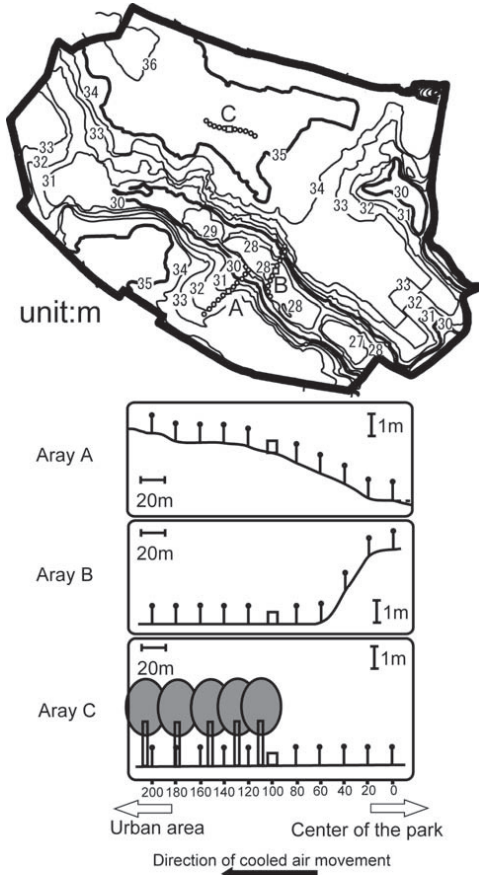 36
34
33
C
35
33
32
31
34
30
33
32
31
30
29
28
28
30
31
B
35
34
33
32
31
A
28
33
32
31
30
27
28
unit:m
Aray A
1m
20m
Aray B
20m
1m
Aray C
20m
1m
200 180 160 140 120 100 80 60 40 20 0
Urban area Center of the park
Direction of cooled air movement